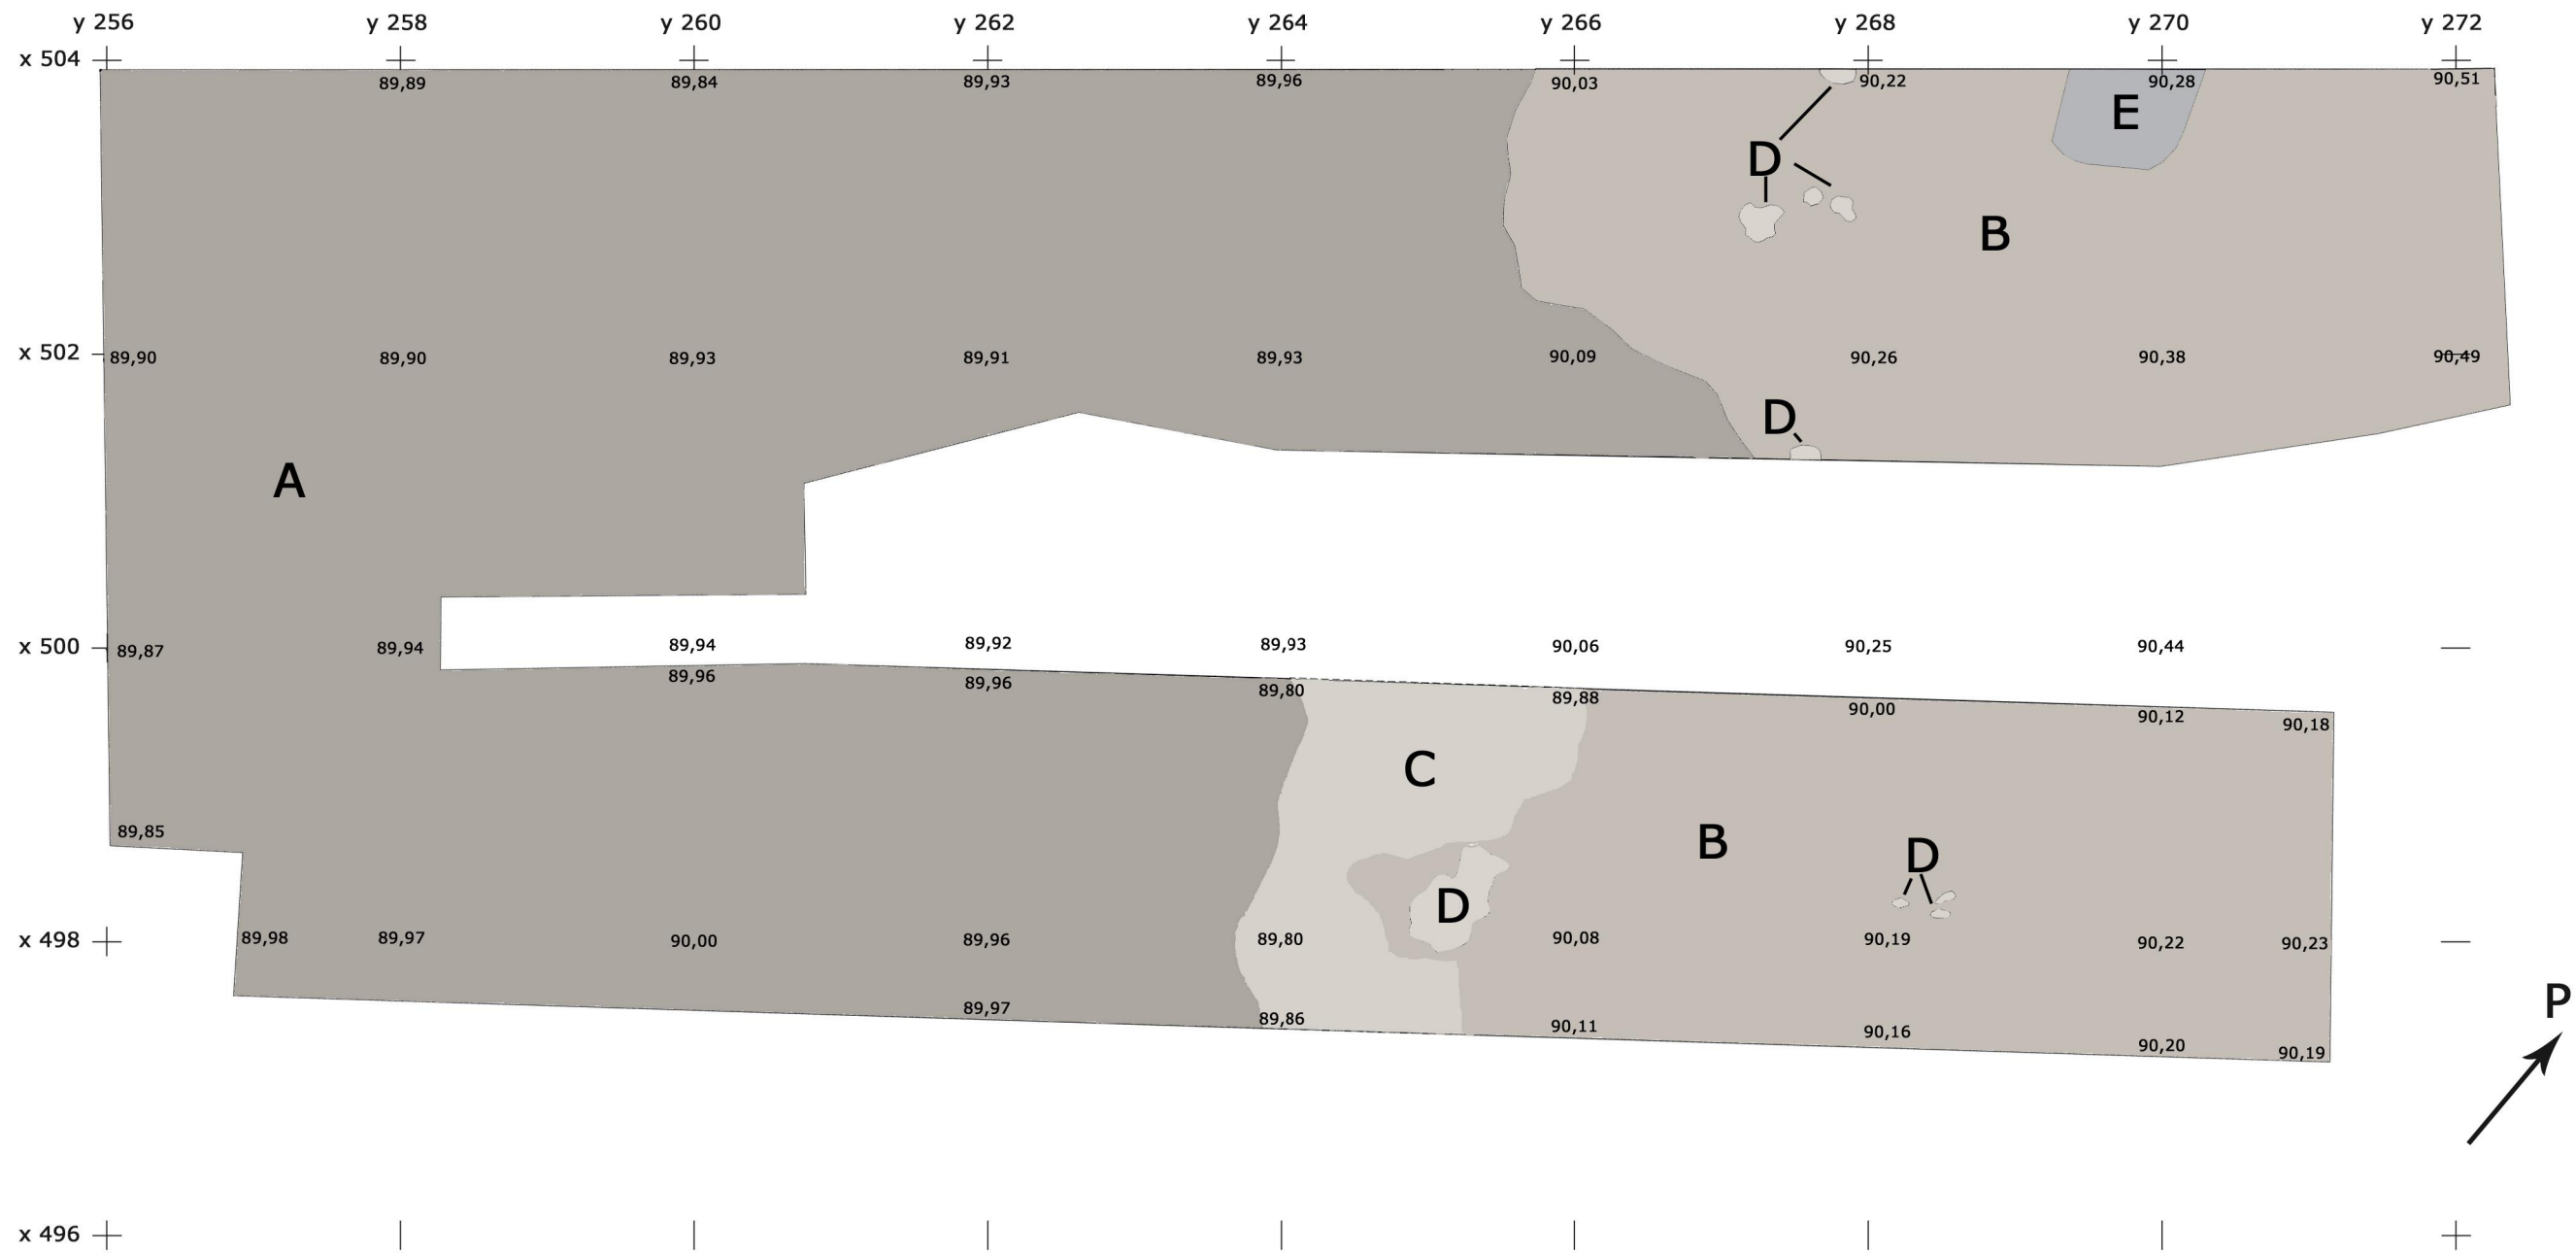 y 256 y 258 y 260 y 262 y 264 y 266 y 268 y 270 y 272
x 504
89,89 89,84 89,93 89,96 90,03 90,22 90,28 90,51
E
D
B
x 502 89,90 89,90 89,93 89,91 89,93 90,09 90,26 90,38 90,49
D
A
x 500 89,87 89,94 89,94 89,92 89,93 90,06 90,25 90,44
89,96 89,96 89,80 89,88 90,00 90,12 90,18
C
89,85
B D
D
x 498 89,98 89,97 90,00 89,96 89,80 90,08 90,19 90,22 90,23
P
89,97 89,86 90,11 90,16 90,20 90,19
x 496